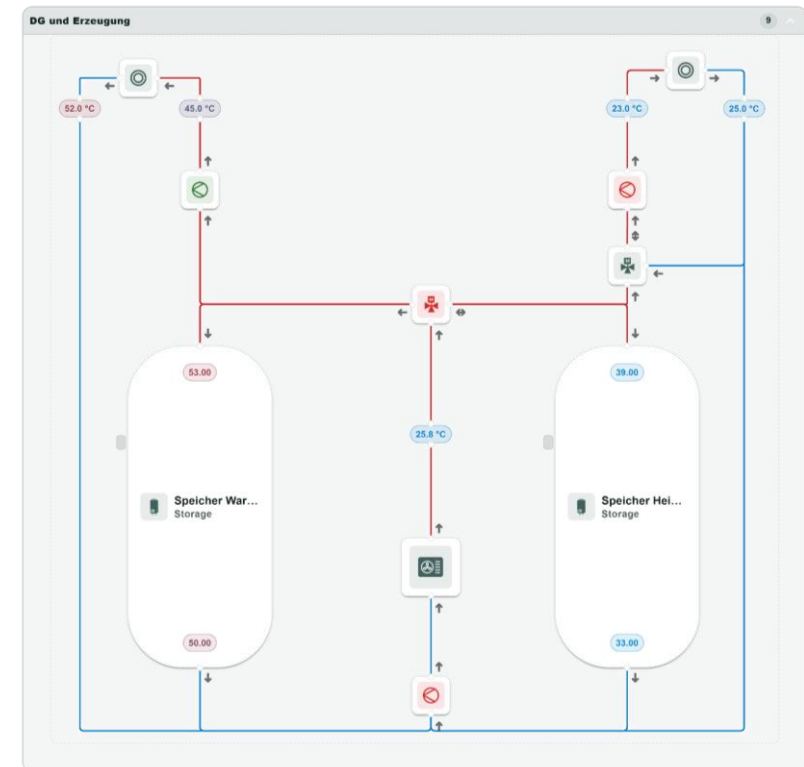 DG und Erzeugung
9
52.0 °C
45.0 °C
23.0 °C
25.0 °C
53.00
39.00
25.8 °C
Speicher War...
Storage
Speicher Hei...
Storage
50.00
33.00